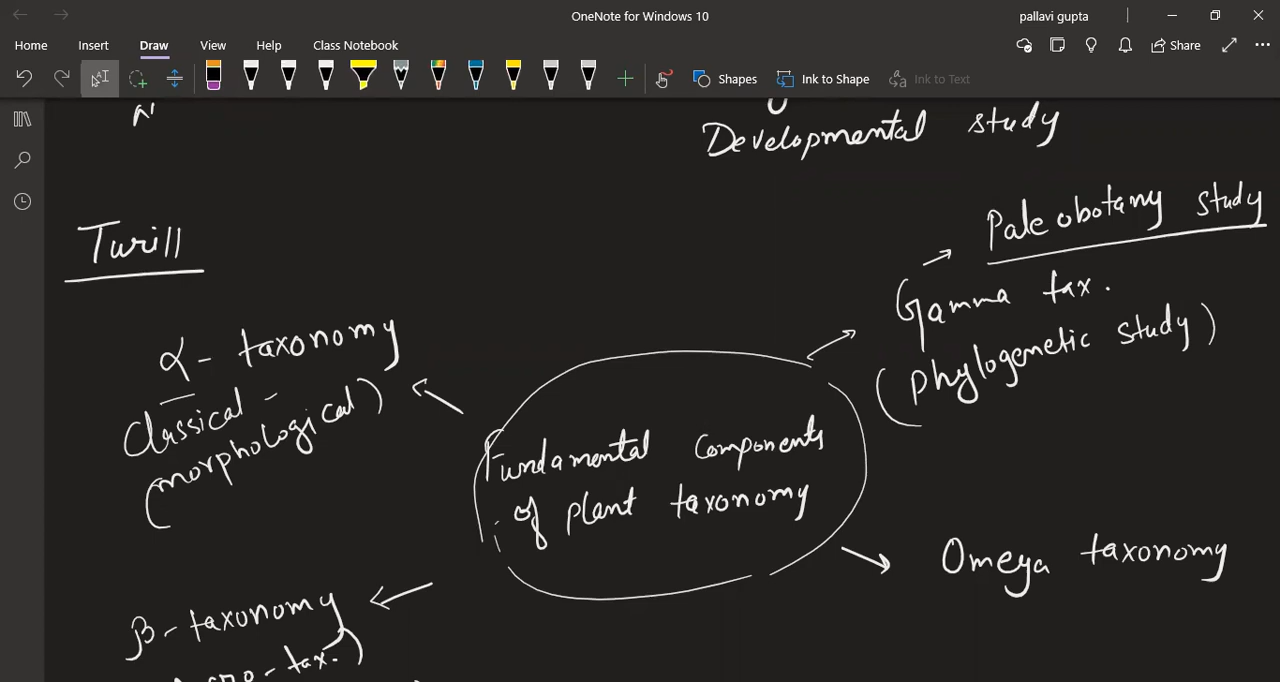 OneNote for Windows 10
pallavi gupta
Home Insert Draw View Help Class Notebook
Share
Shapes
Ink to Shape
Ink to Text
Developmental study
Turill
Paleobotany study
Gamma tax.
(phylogenetic study)
α - taxonomy
classical -
(morphological)
Fundamental components
of plant taxonomy
Omega taxonomy
β - taxonomy
- tax.)